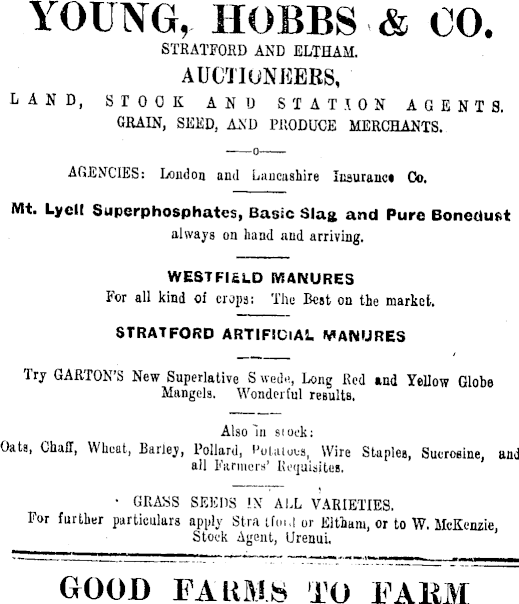 YOUNG, HOBBS & CO.
STRATFORD AND ELTHAM.
AUCTIONEERS,
LAND, STOCK AND STATION AGENTS.
GRAIN, SEED, AND PRODUCE MERCHANTS.
—o—
AGENCIES: London and Lancashire Insurance Co.
Mt. Lyell Superphosphates, Basic Slag and Pure Bonedust
always on hand and arriving.
WESTFIELD MANURES
For all kind of crops: The Best on the market.
STRATFORD ARTIFICIAL MANURES
Try GARTON'S New Superlative Swede, Long Red and Yellow Globe
Mangels. Wonderful results.
Also in stock:
Oats, Chaff, Wheat, Barley, Pollard, Potatoes, Wire Staples, Sucrosine, and
all Farmers' Requisites.
GRASS SEEDS IN ALL VARIETIES.
For further particulars apply Stratford or Eltham, or to W. McKenzie,
Stock Agent, Urenui.
GOOD FARMS TO FARM